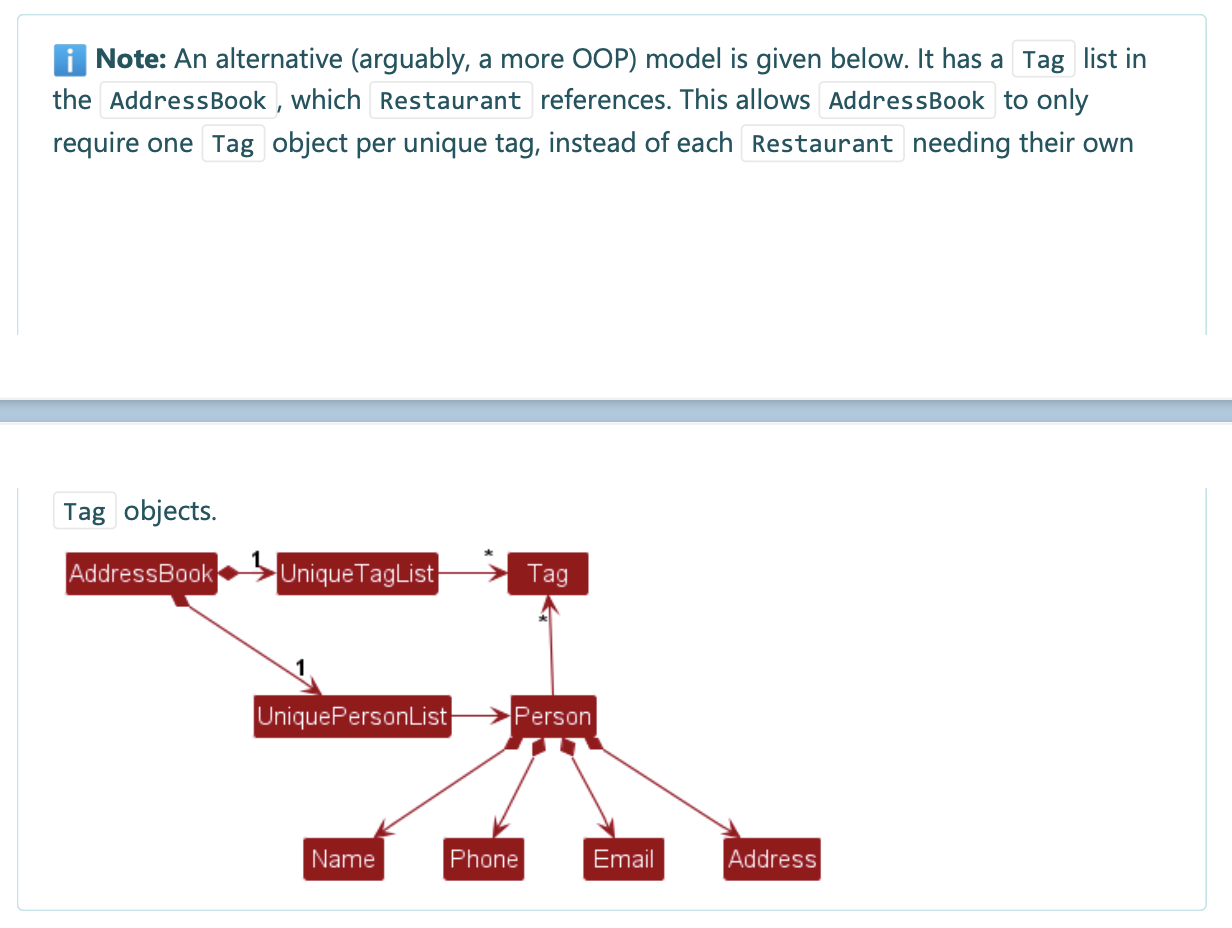 i Note: An alternative (arguably, a more OOP) model is given below. It has a Tag list in
the AddressBook , which Restaurant references. This allows AddressBook to only
require one Tag object per unique tag, instead of each Restaurant needing their own
Tag objects.
AddressBook 1 UniqueTagList * Tag
*
1
UniquePersonList Person
Name Phone Email Address